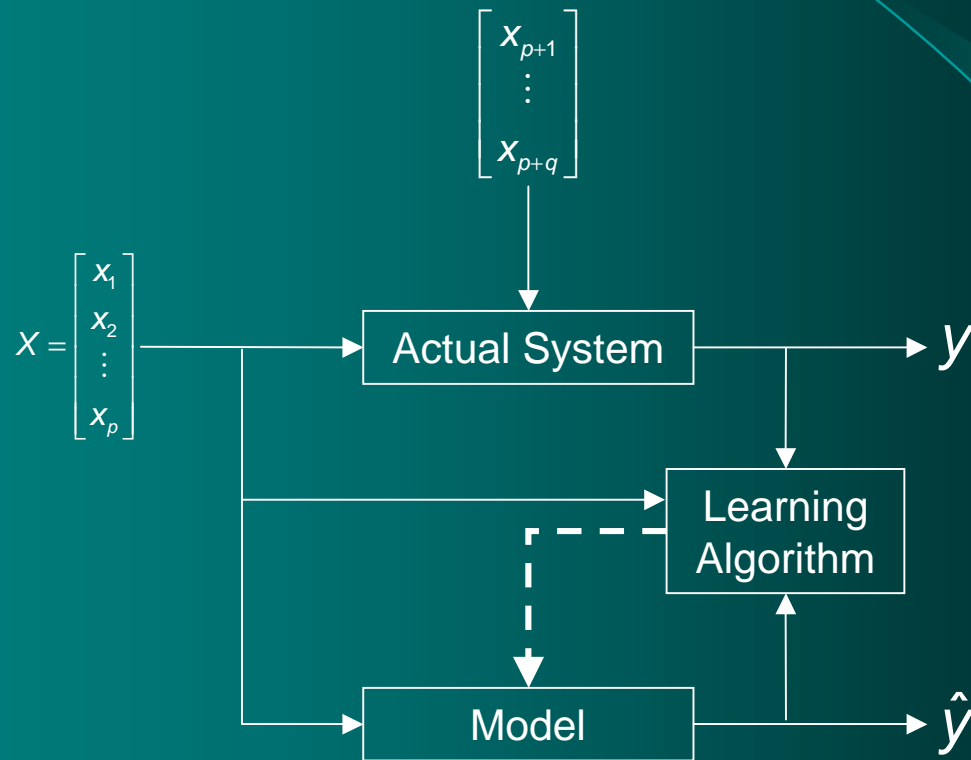 x_{p+1}
⋮
x_{p+q}
x_1
x_2
X =
⋮
x_p
Actual System
y
Learning
Algorithm
Model
ŷ